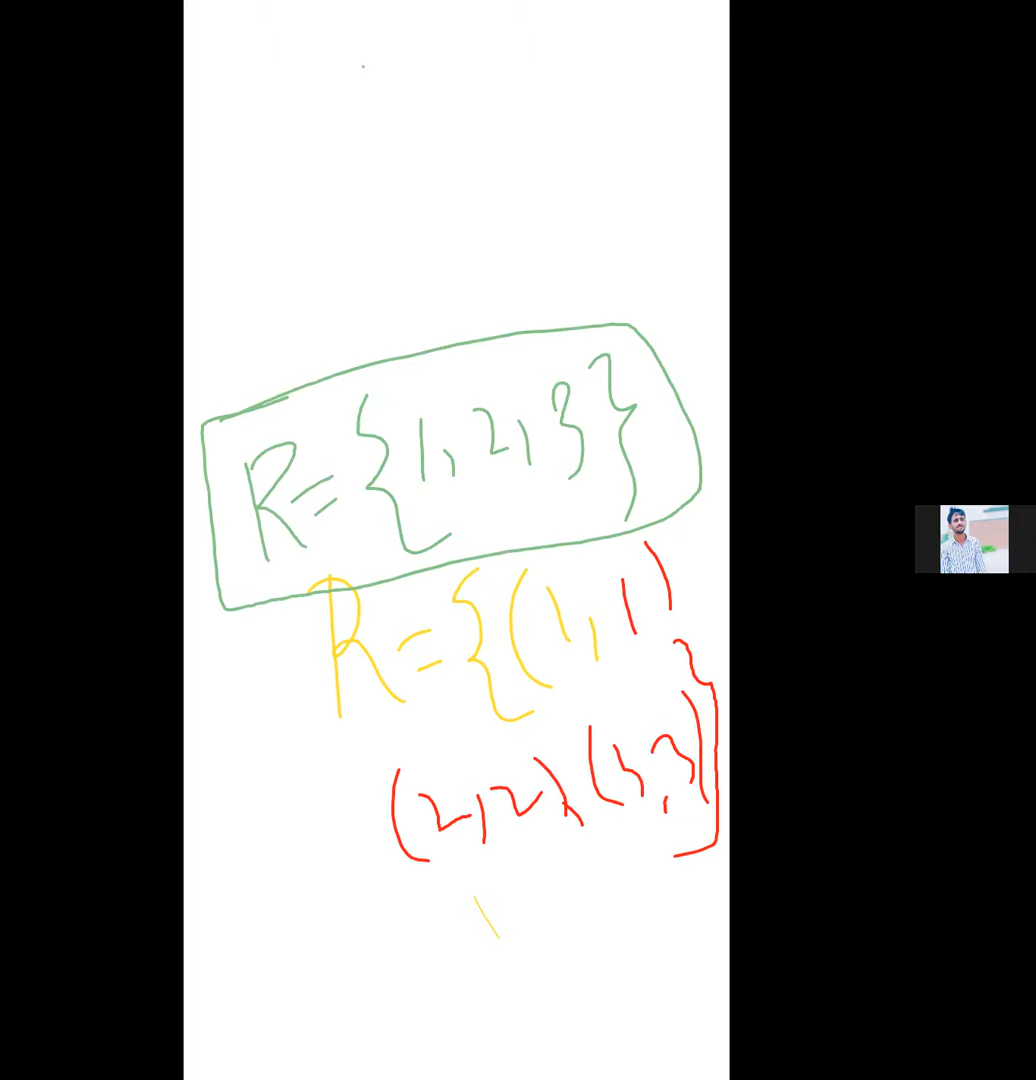 R={1,2,3}
R={(1,1)
(2,2),(3,3)}